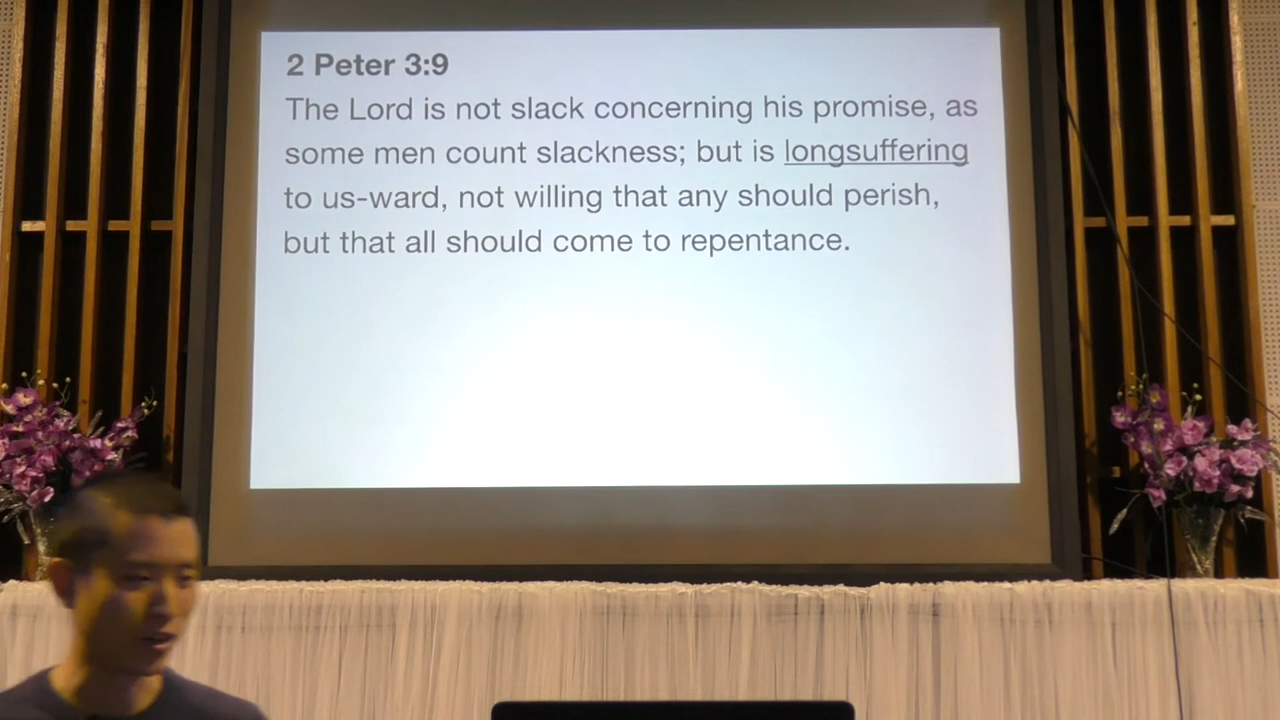 2 Peter 3:9
The Lord is not slack concerning his promise, as
some men count slackness; but is longsuffering
to us-ward, not willing that any should perish,
but that all should come to repentance.